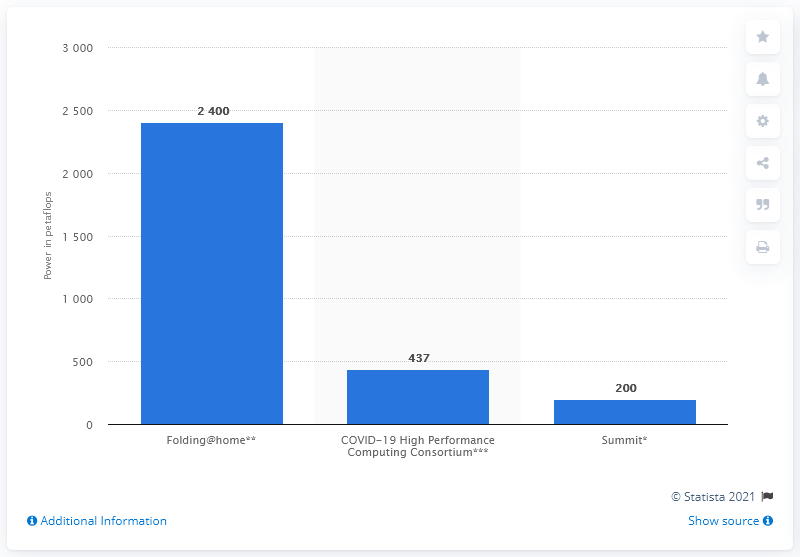 3 000
2 500
2 000
1 500
1 000
500
0
Power in petaflops
2 400
437
200
Folding@home**
COVID-19 High Performance
Computing Consortium***
Summit*
© Statista 2021
Additional Information
Show source